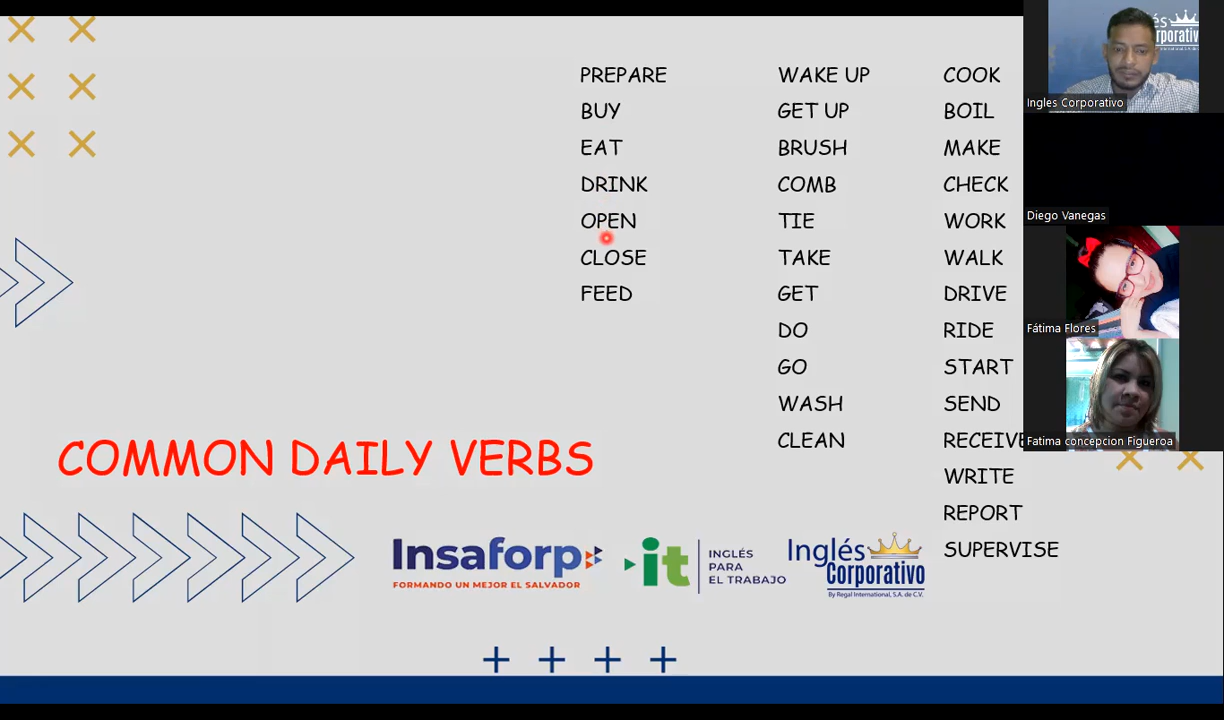 PREPARE
BUY
EAT
DRINK
OPEN
CLOSE
FEED
WAKE UP
GET UP
BRUSH
COMB
TIE
TAKE
GET
DO
GO
WASH
CLEAN
COOK
BOIL
MAKE
CHECK
WORK
WALK
DRIVE
RIDE
START
SEND
RECEIVE
WRITE
REPORT
SUPERVISE
COMMON DAILY VERBS
Insaforp
FORMANDO UN MEJOR EL SALVADOR
it
INGLÉS
PARA
EL TRABAJO
Inglés
Corporativo
By Regal International, S.A. de C.V.
Ingles Corporativo
Diego Vanegas
Fátima Flores
Fatima concepcion Figueroa